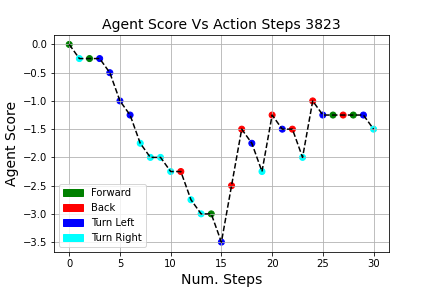 Agent Score Vs Action Steps 3823
Agent Score
0.0
−0.5
−1.0
−1.5
−2.0
−2.5
−3.0
−3.5
Forward
Back
Turn Left
Turn Right
0 5 10 15 20 25 30
Num. Steps